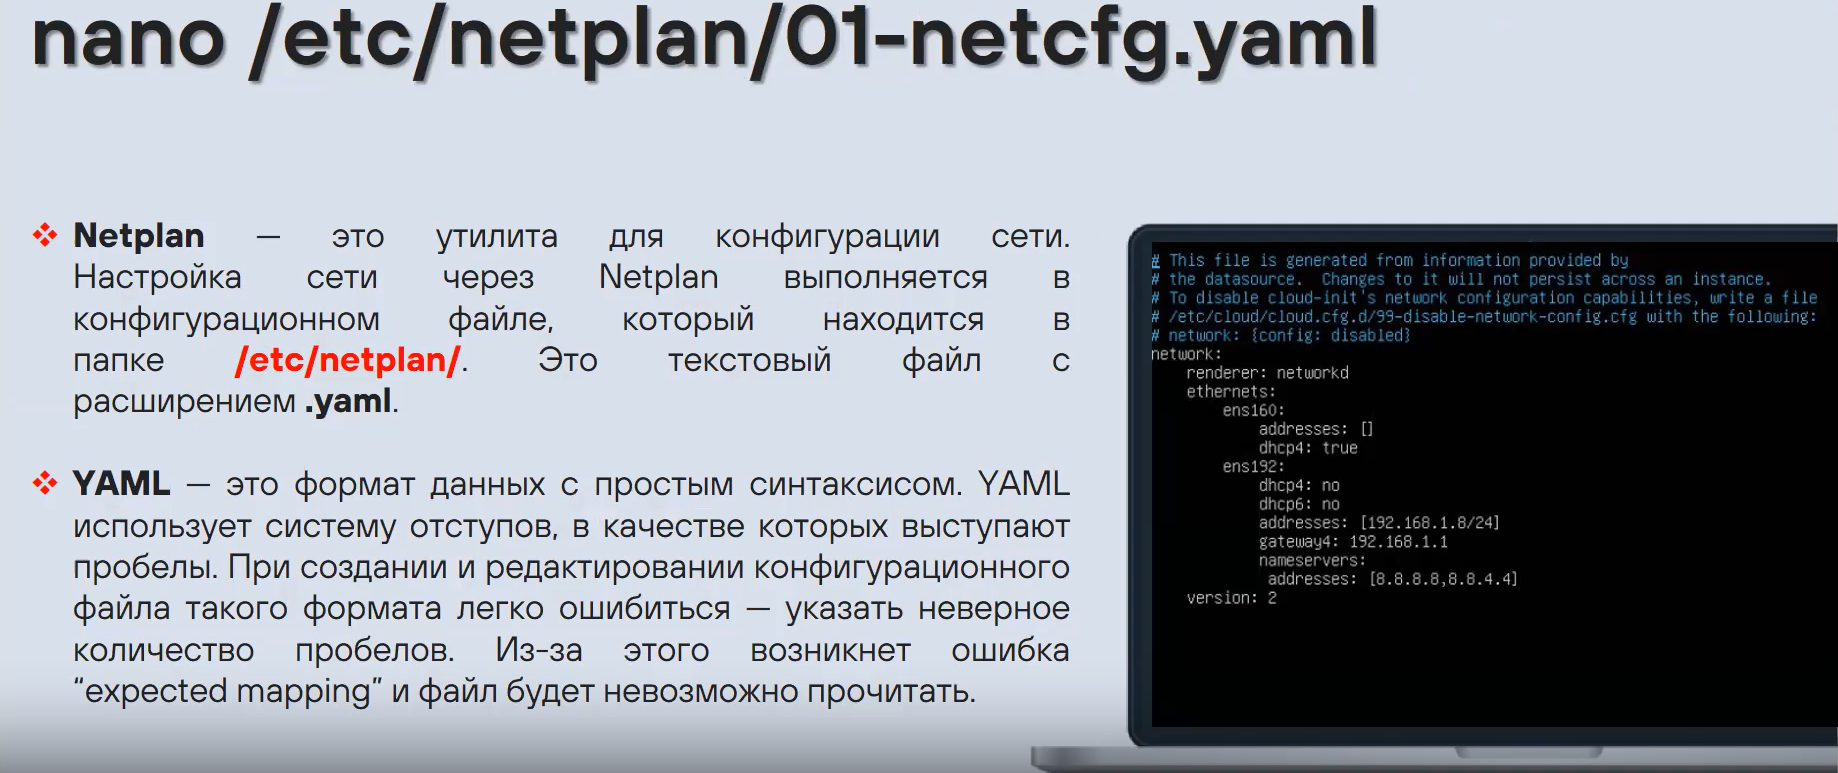 nano /etc/netplan/01-netcfg.yaml
Netplan — это утилита для конфигурации сети.
Настройка сети через Netplan выполняется в
конфигурационном файле, который находится в
папке /etc/netplan/. Это текстовый файл с
расширением .yaml.
YAML — это формат данных с простым синтаксисом. YAML
использует систему отступов, в качестве которых выступают
пробелы. При создании и редактировании конфигурационного
файла такого формата легко ошибиться — указать неверное
количество пробелов. Из-за этого возникнет ошибка
“expected mapping” и файл будет невозможно прочитать.
# This file is generated from information provided by
# the datasource.  Changes to it will not persist across an instance.
# To disable cloud-init's network configuration capabilities, write a file
# /etc/cloud/cloud.cfg.d/99-disable-network-config.cfg with the following:
# network: {config: disabled}
network:
    renderer: networkd
    ethernets:
        ens160:
            addresses: []
            dhcp4: true
        ens192:
            dhcp4: no
            dhcp6: no
            addresses: [192.168.1.8/24]
            gateway4: 192.168.1.1
            nameservers:
             addresses: [8.8.8.8,8.8.4.4]
    version: 2